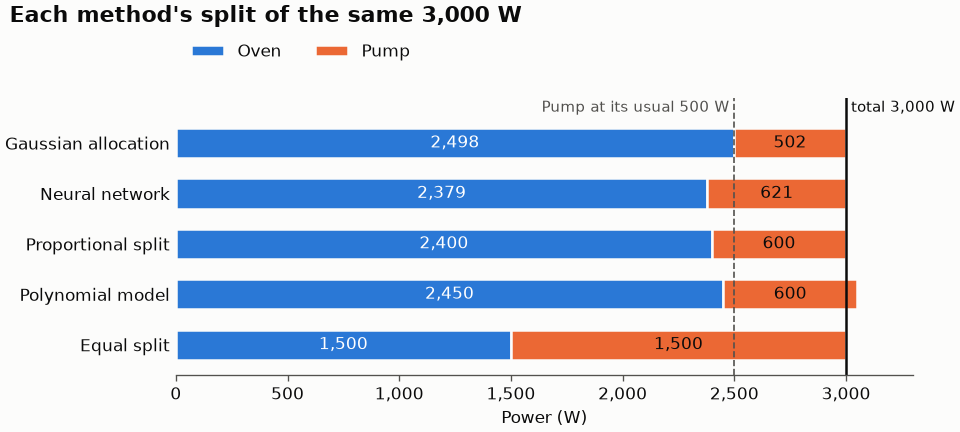 Each method's split of the same 3,000 W
Oven Pump
Pump at its usual 500 W total 3,000 W
Gaussian allocation 2,498 502
Neural network 2,379 621
Proportional split 2,400 600
Polynomial model 2,450 600
Equal split 1,500 1,500
0 500 1,000 1,500 2,000 2,500 3,000
Power (W)